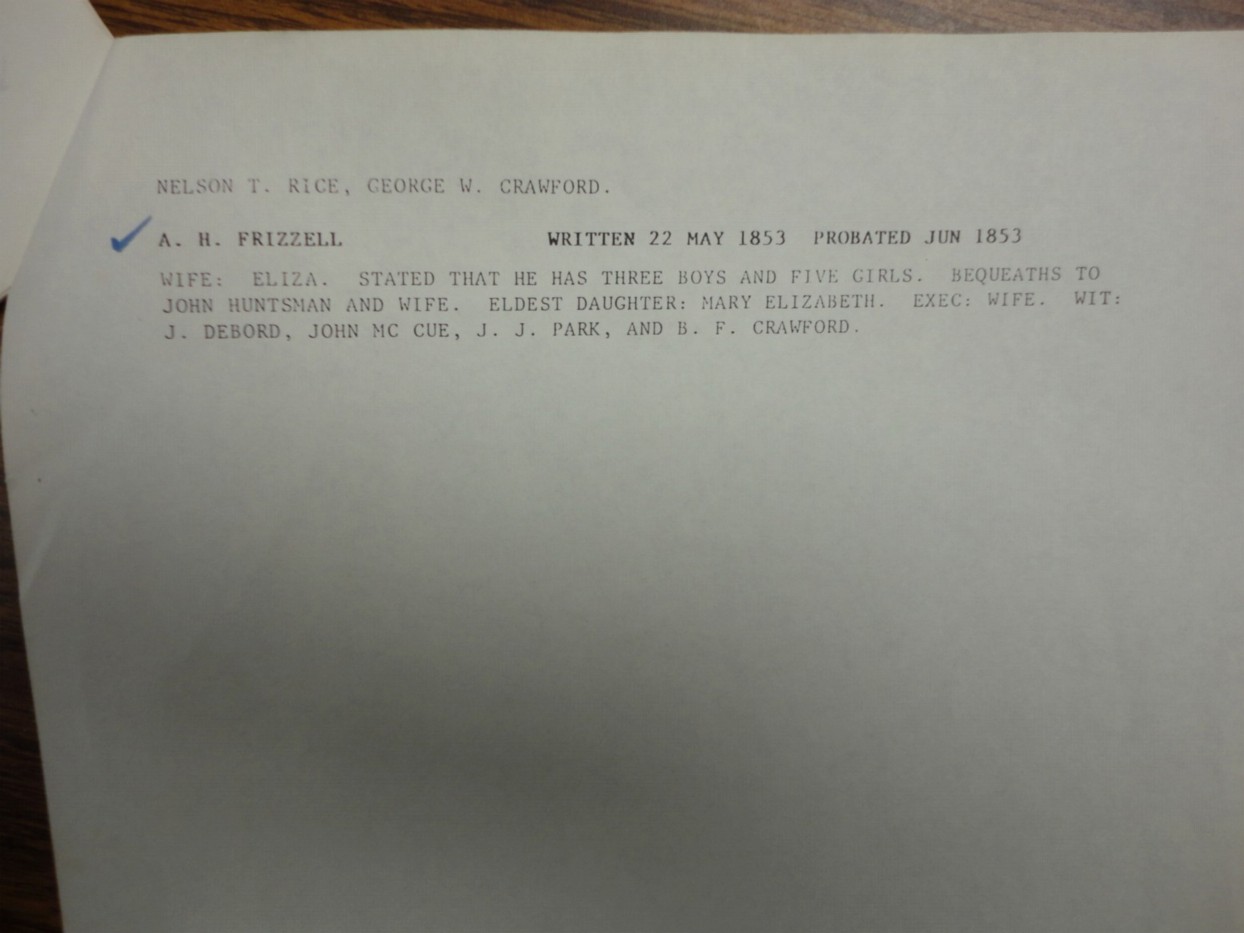 NELSON T. RICE, GEORGE W. CRAWFORD.
A. H. FRIZZELL WRITTEN 22 MAY 1853 PROBATED JUN 1853
WIFE: ELIZA. STATED THAT HE HAS THREE BOYS AND FIVE GIRLS. BEQUEATHS TO
JOHN HUNTSMAN AND WIFE. ELDEST DAUGHTER: MARY ELIZABETH. EXEC: WIFE. WIT:
J. DEBORD, JOHN MC CUE, J. J. PARK, AND B. F. CRAWFORD.